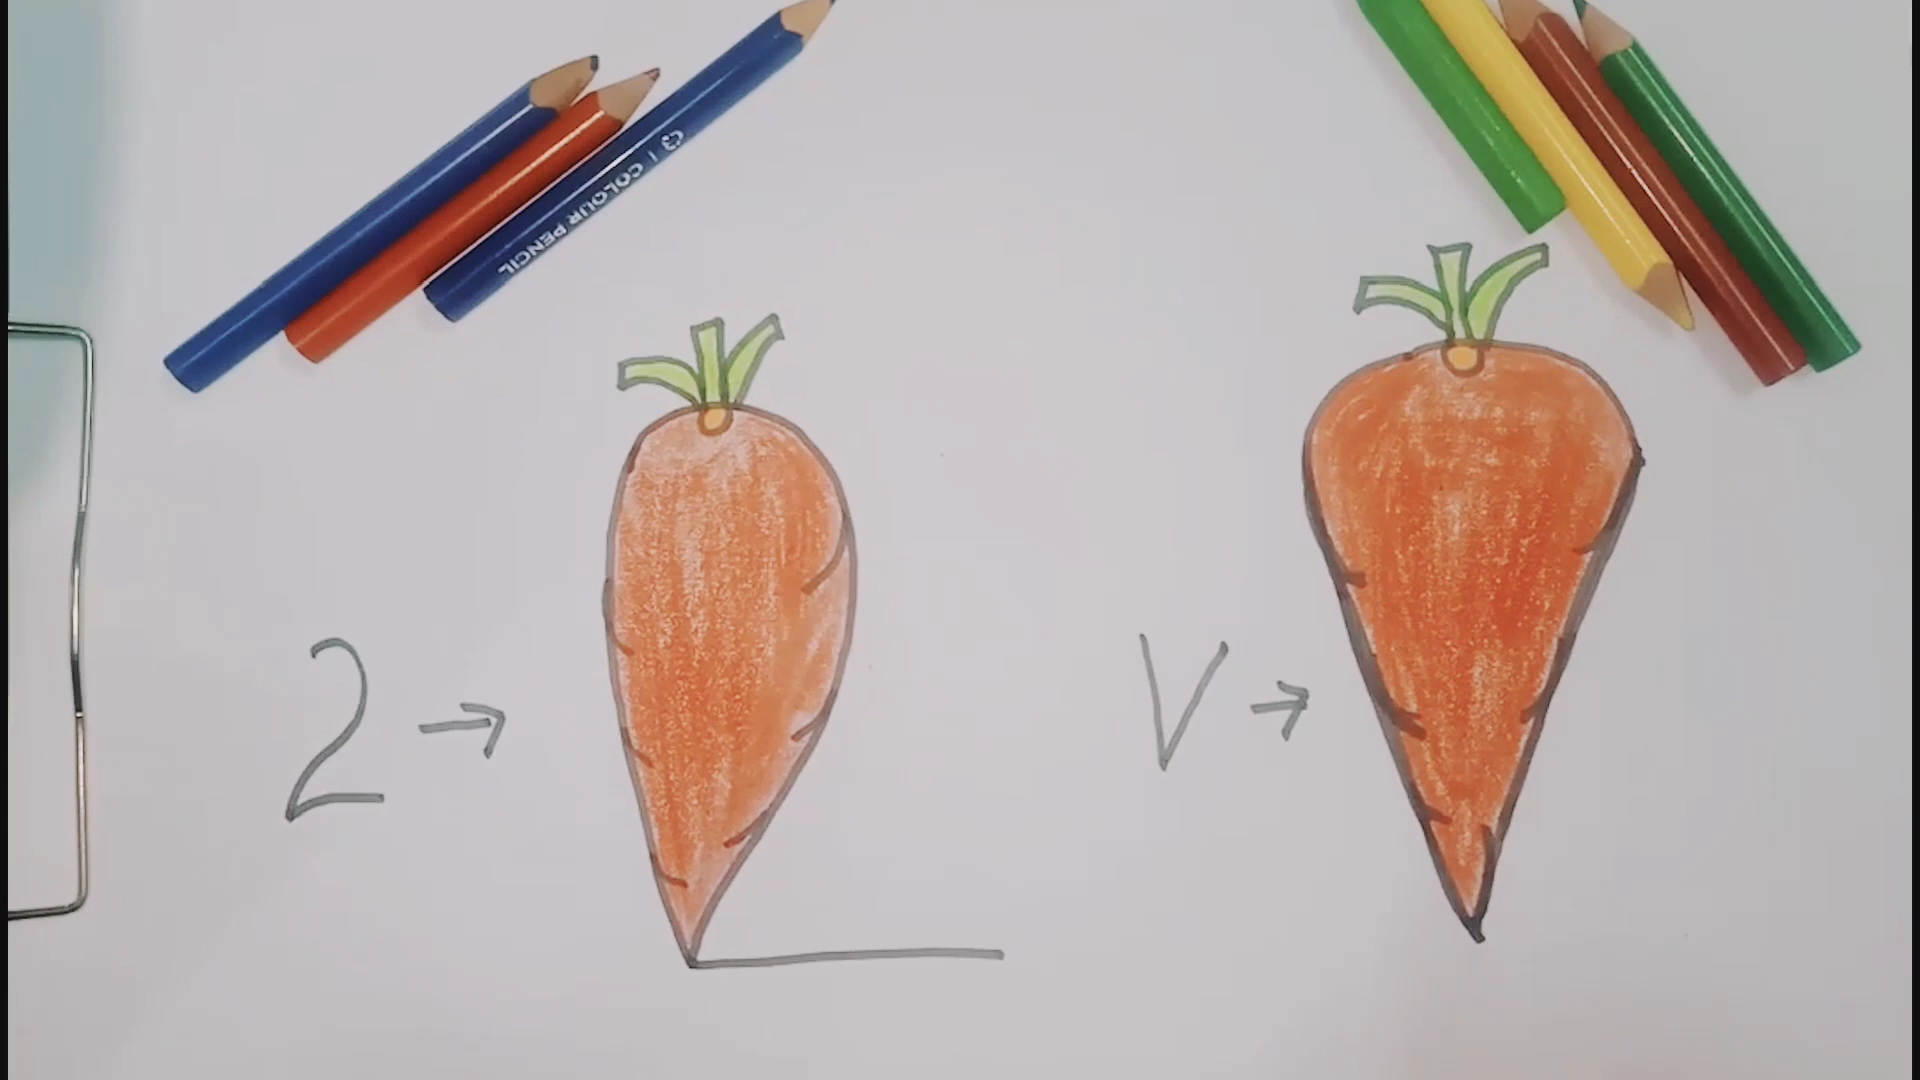 COLOUR PENCIL
2 →
V →